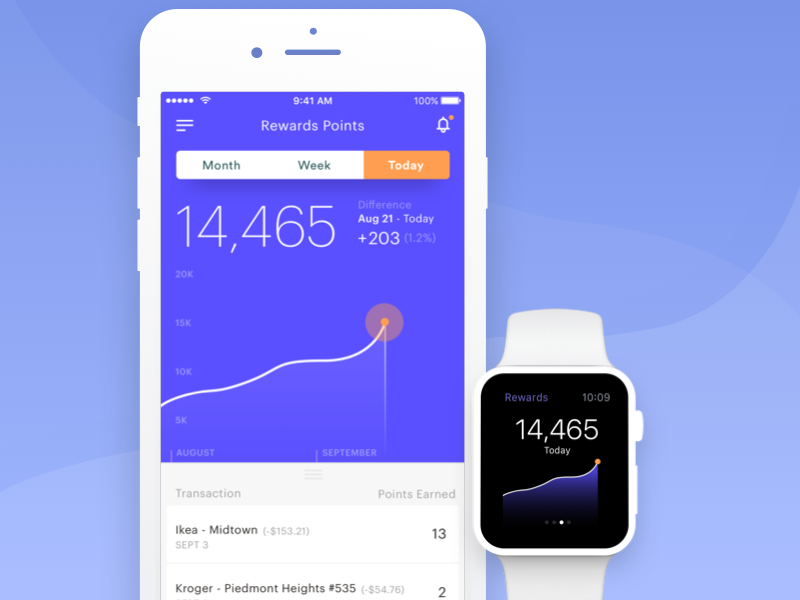 9:41 AM 100%
Rewards Points
Month Week Today
14,465
Difference
Aug 21 - Today
+203 (1.2%)
20K
15K
10K
5K
AUGUST SEPTEMBER
Transaction Points Earned
Ikea - Midtown (-$153.21) 13
SEPT 3
Kroger - Piedmont Heights #535 (-$54.76) 2
Rewards 10:09
14,465
Today